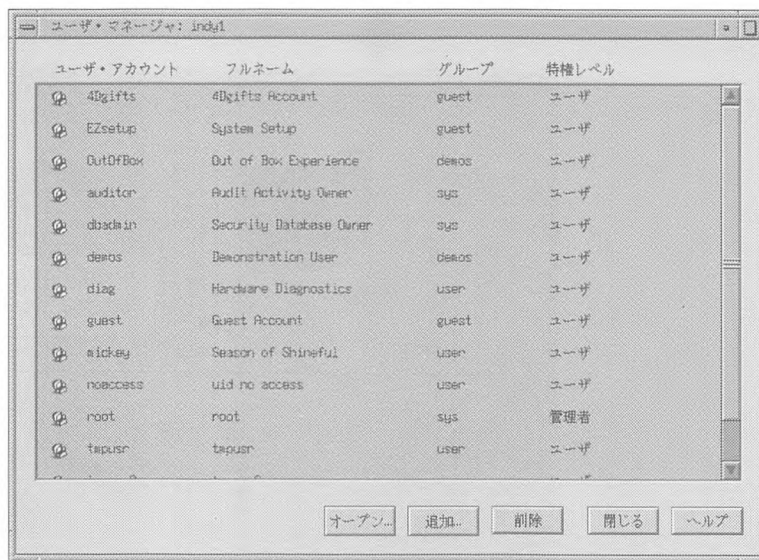 ユーザ・マネージャ: indy1
ユーザ・アカウント フルネーム グループ 特権レベル
4Dgifts 4Dgifts Account guest ユーザ
EZsetup System Setup guest ユーザ
OutOfBox Out of Box Experience demos ユーザ
auditor Audit Activity Owner sys ユーザ
dbadmin Security Database Owner sys ユーザ
demos Demonstration User demos ユーザ
diag Hardware Diagnostics user ユーザ
guest Guest Account guest ユーザ
mickey Season of Shineful user ユーザ
noaccess uid no access user ユーザ
root root sys 管理者
tmpusr tmpusr user ユーザ
オープン... 追加... 削除 閉じる ヘルプ